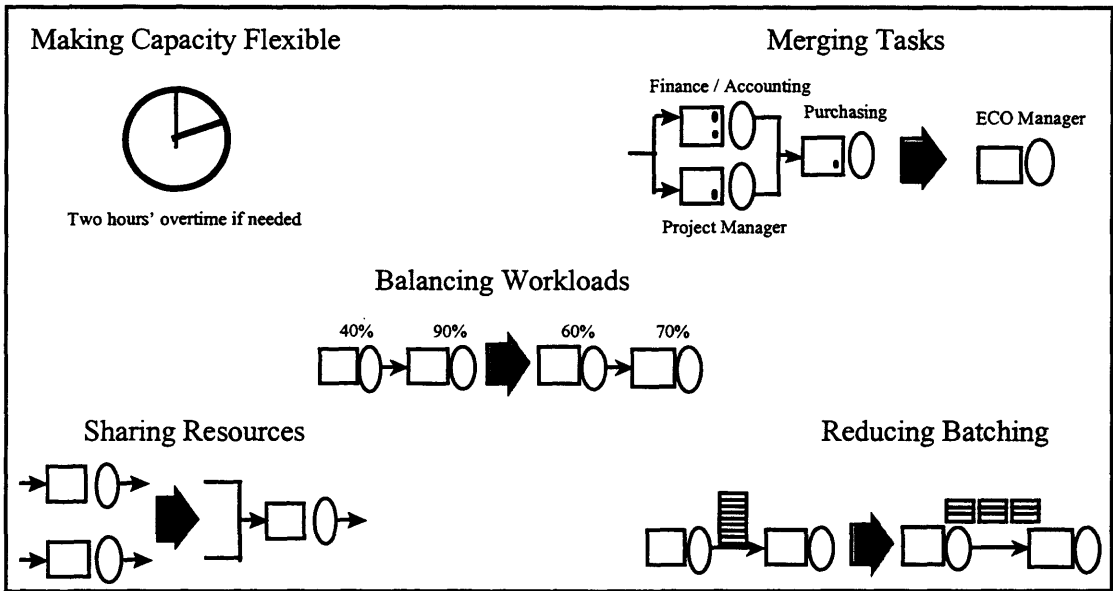 Making Capacity Flexible
Two hours' overtime if needed
Merging Tasks
Finance / Accounting
Purchasing
ECO Manager
Project Manager
Balancing Workloads
40% 90% 60% 70%
Sharing Resources
Reducing Batching